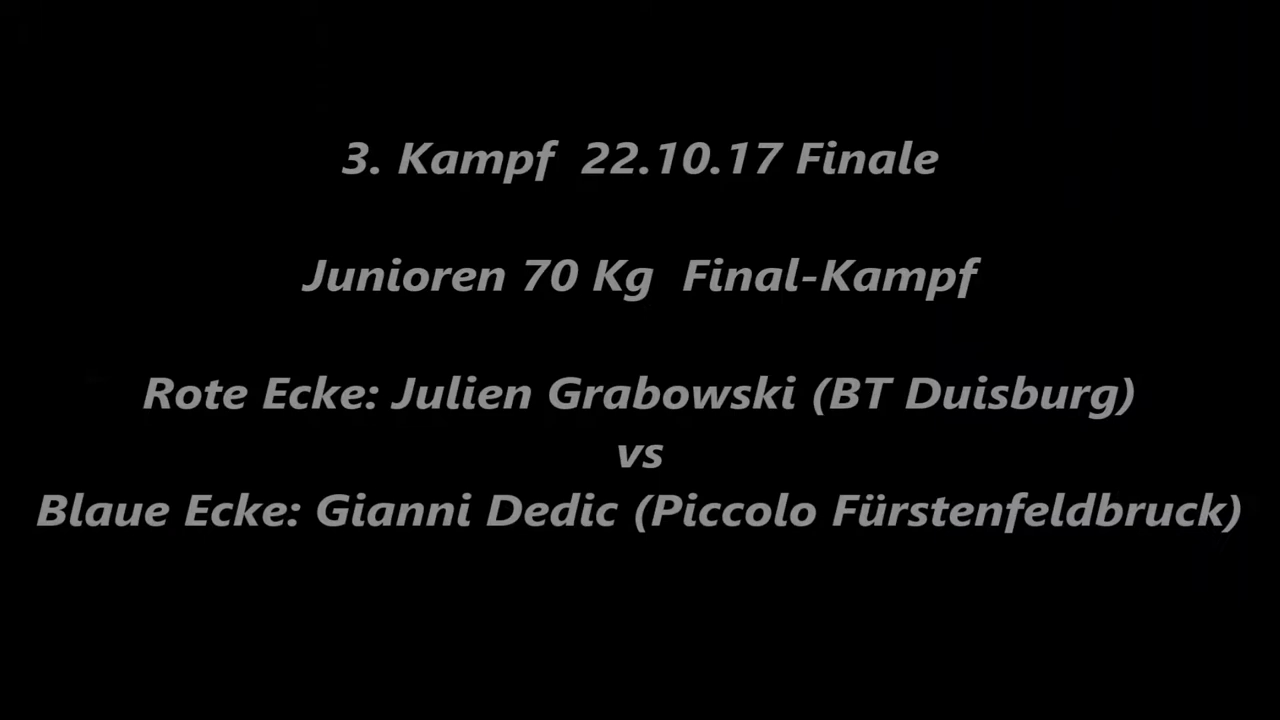 3. Kampf 22.10.17 Finale
Junioren 70 Kg Final-Kampf
Rote Ecke: Julien Grabowski (BT Duisburg)
vs
Blaue Ecke: Gianni Dedic (Piccolo Fürstenfeldbruck)